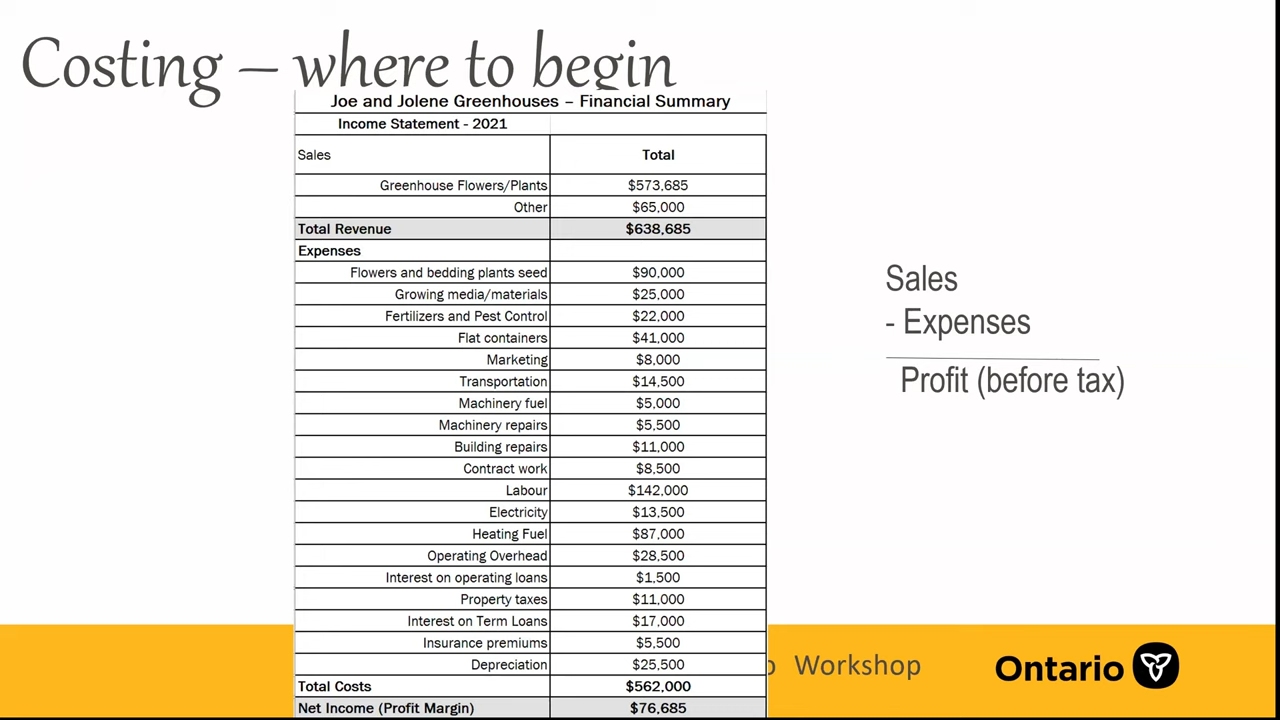 Costing – where to begin
Joe and Jolene Greenhouses – Financial Summary
Income Statement - 2021
Sales Total
Greenhouse Flowers/Plants $573,685
Other $65,000
Total Revenue $638,685
Expenses
Flowers and bedding plants seed $90,000
Growing media/materials $25,000
Fertilizers and Pest Control $22,000
Flat containers $41,000
Marketing $8,000
Transportation $14,500
Machinery fuel $5,000
Machinery repairs $5,500
Building repairs $11,000
Contract work $8,500
Labour $142,000
Electricity $13,500
Heating Fuel $87,000
Operating Overhead $28,500
Interest on operating loans $1,500
Property taxes $11,000
Interest on Term Loans $17,000
Insurance premiums $5,500
Depreciation $25,500
Total Costs $562,000
Net Income (Profit Margin) $76,685
Sales
- Expenses
Profit (before tax)
Workshop
Ontario